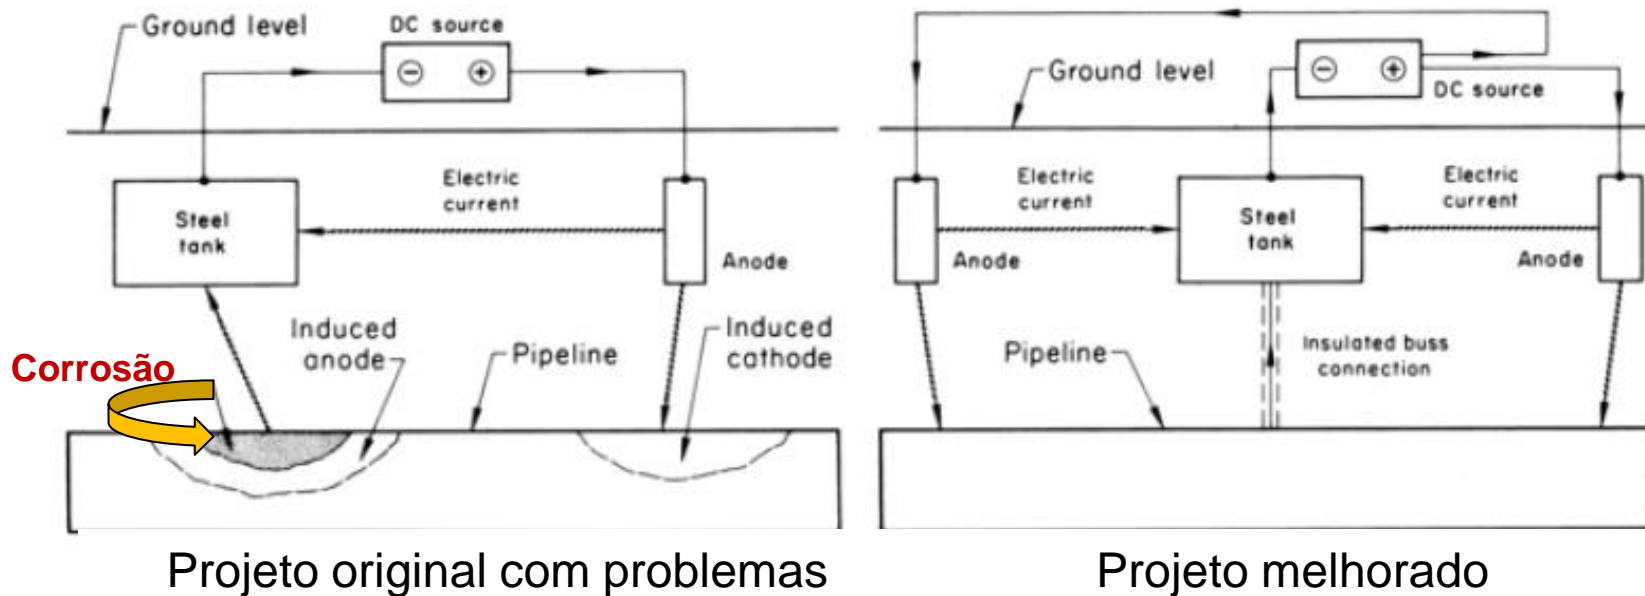 Ground level
DC source
⊖ ⊕
Steel
tank
Electric
current
Anode
Induced
anode
Pipeline
Induced
cathode
Corrosão
Projeto original com problemas
Ground level
⊖ ⊕
DC source
Electric
current
Steel
tank
Electric
current
Anode
Anode
Pipeline
Insulated buss
connection
Projeto melhorado